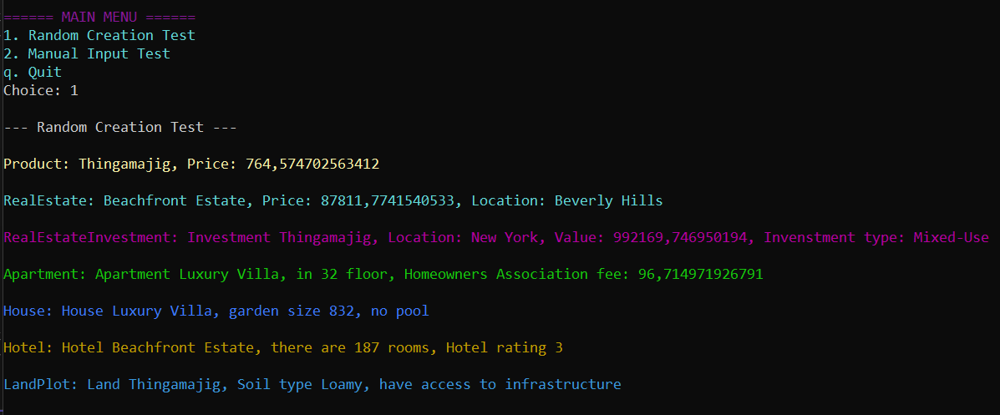 ====== MAIN MENU ======
1. Random Creation Test
2. Manual Input Test
q. Quit
Choice: 1
--- Random Creation Test ---
Product: Thingamajig, Price: 764,574702563412
RealEstate: Beachfront Estate, Price: 87811,7741540533, Location: Beverly Hills
RealEstateInvestment: Investment Thingamajig, Location: New York, Value: 992169,746950194, Invenstment type: Mixed-Use
Apartment: Apartment Luxury Villa, in 32 floor, Homeowners Association fee: 96,714971926791
House: House Luxury Villa, garden size 832, no pool
Hotel: Hotel Beachfront Estate, there are 187 rooms, Hotel rating 3
LandPlot: Land Thingamajig, Soil type Loamy, have access to infrastructure